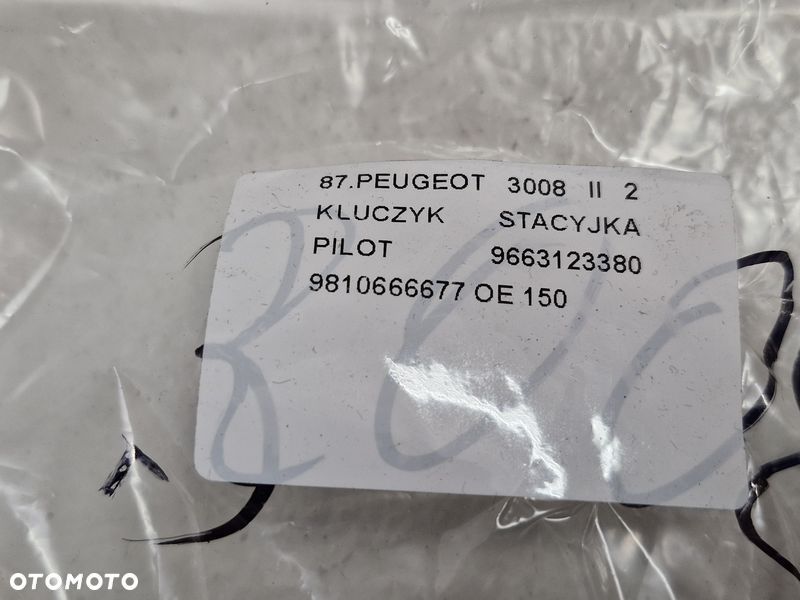 87.PEUGEOT 3008 II 2
KLUCZYK STACYJKA
PILOT 9663123380
9810666677 OE 150
OTOMOTO